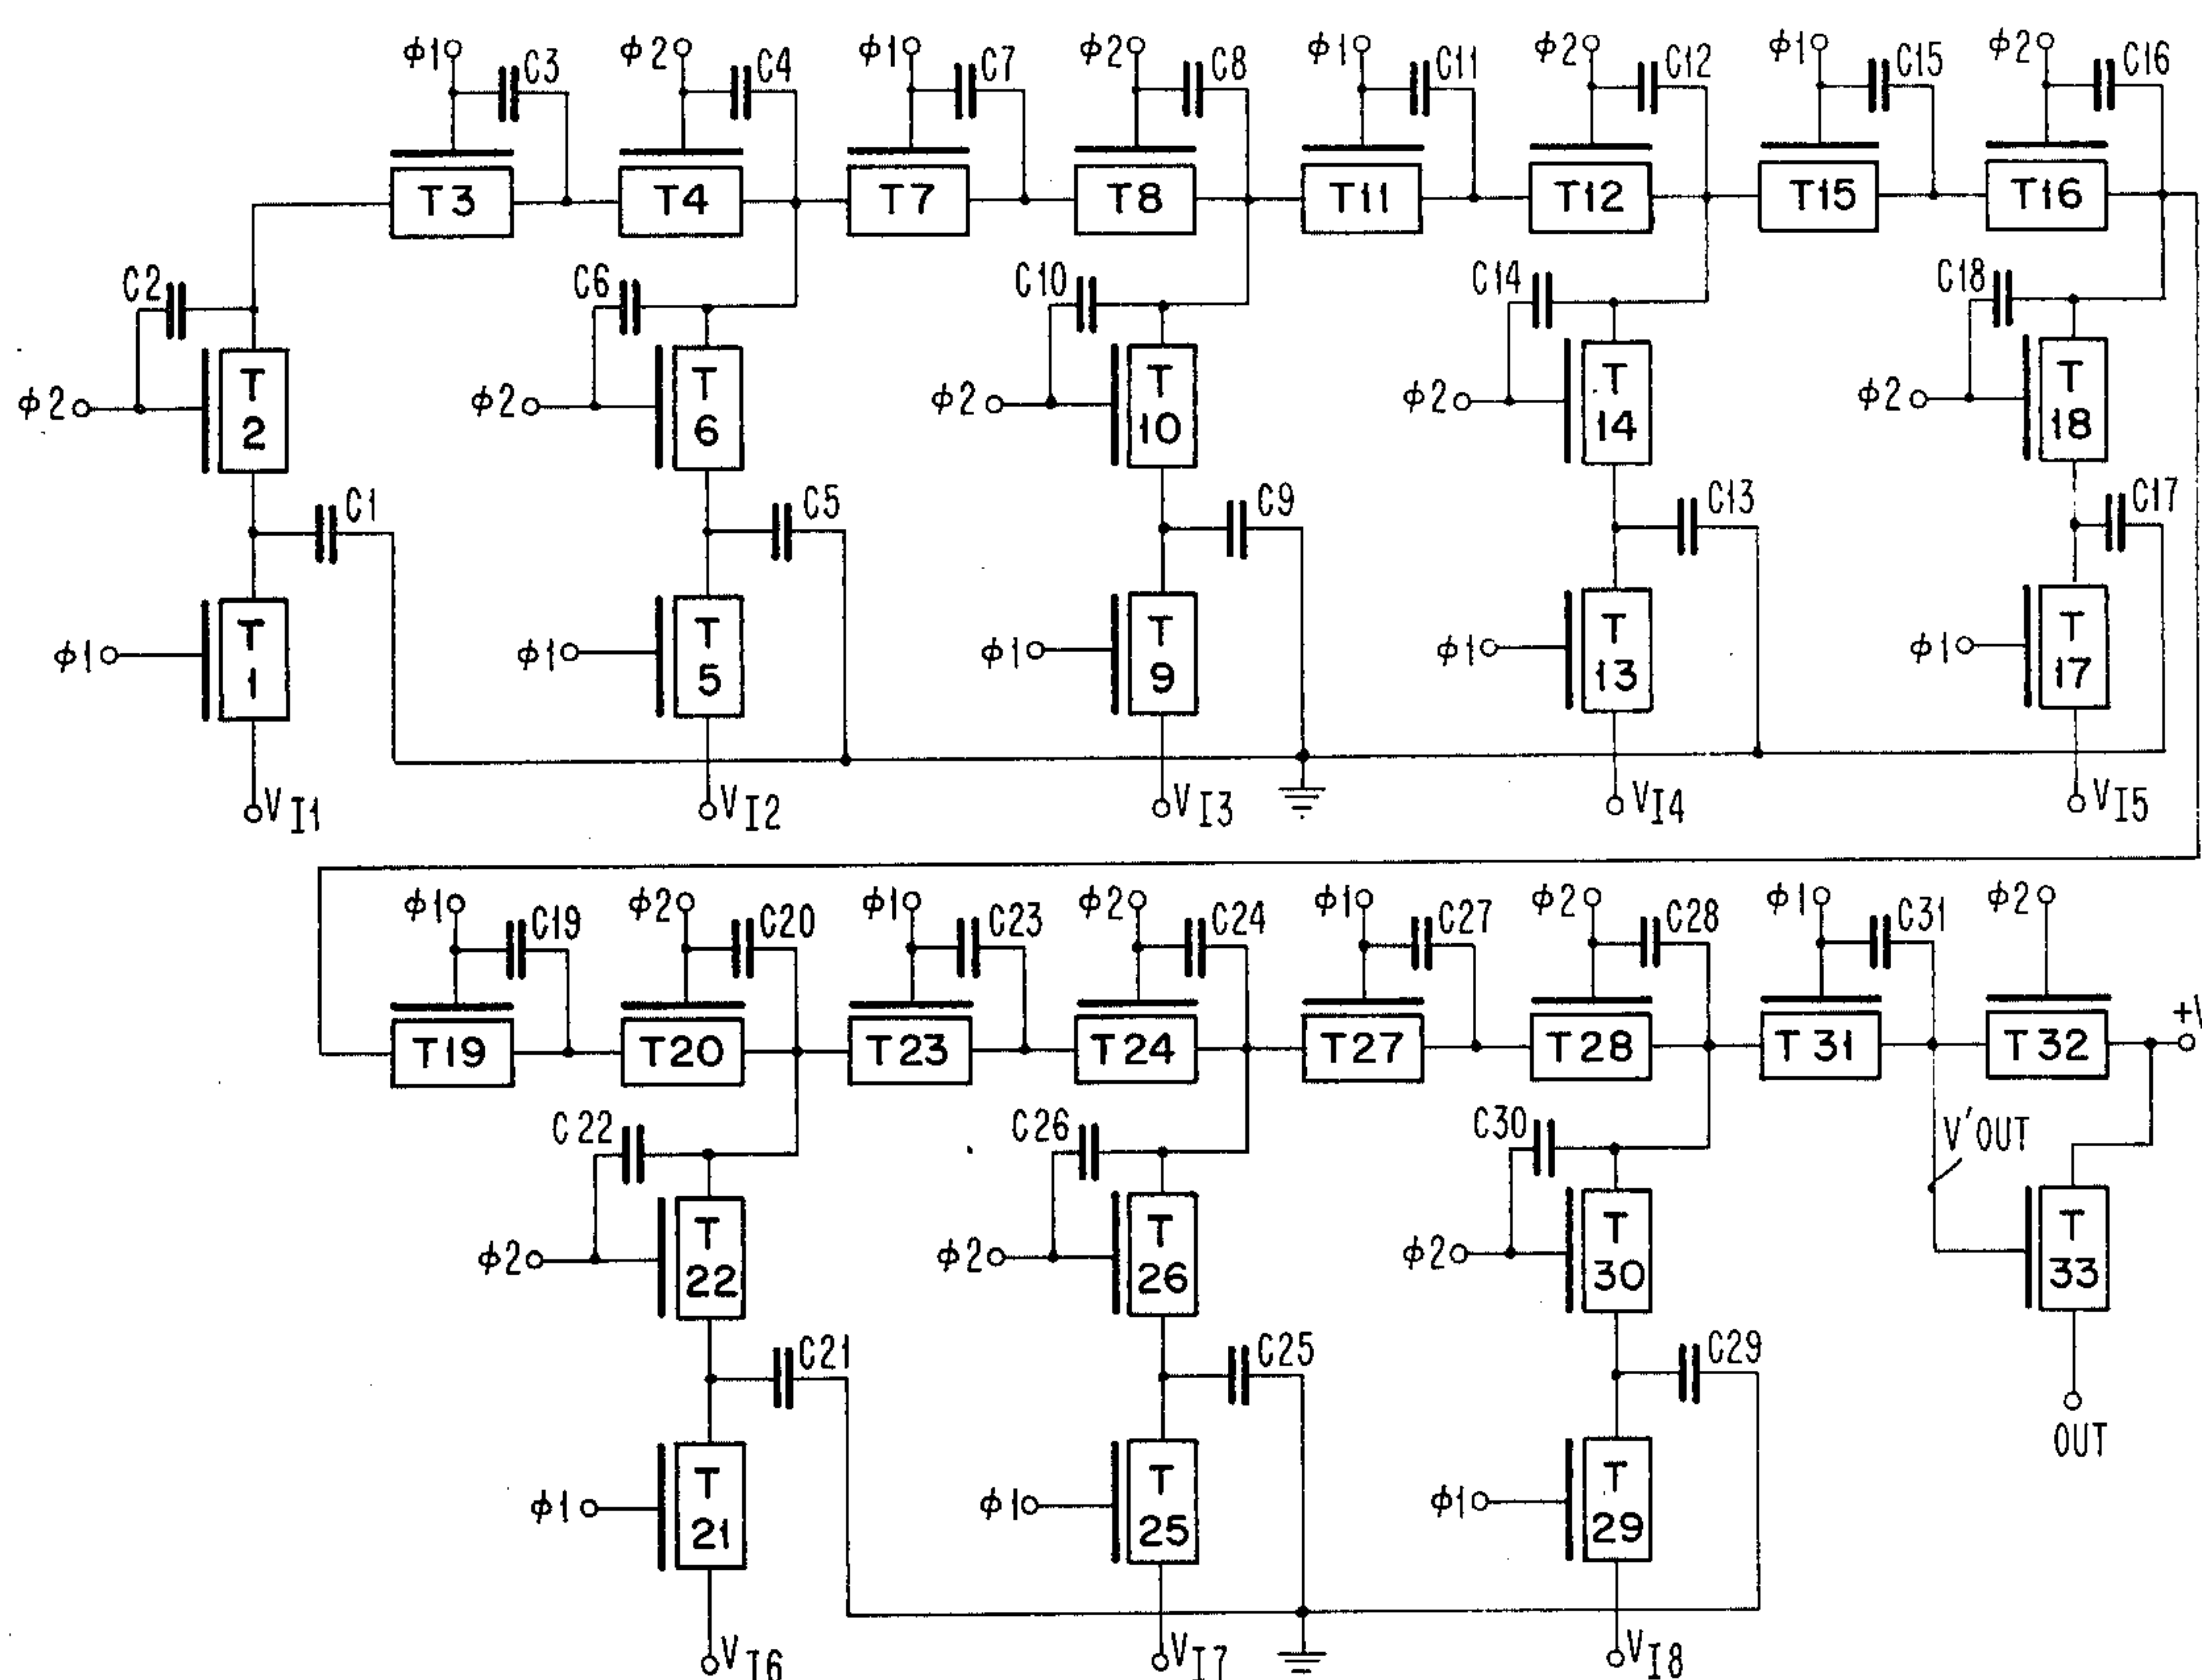 ϕ1 C3 ϕ2 C4 ϕ1 C7 ϕ2 C8 ϕ1 C11 ϕ2 C12 ϕ1 C15 ϕ2 C16
T3 T4 T7 T8 T11 T12 T15 T16
C2 C6 C10 C14 C18
ϕ2 T2 ϕ2 T6 ϕ2 T10 ϕ2 T14 ϕ2 T18
C1 C5 C9 C13 C17
ϕ1 T1 ϕ1 T5 ϕ1 T9 ϕ1 T13 ϕ1 T17
VI1 VI2 VI3 VI4 VI5
ϕ1 C19 ϕ2 C20 ϕ1 C23 ϕ2 C24 ϕ1 C27 ϕ2 C28 ϕ1 C31 ϕ2
T19 T20 T23 T24 T27 T28 T31 T32 +V
C22 C26 C30 V'OUT
ϕ2 T22 ϕ2 T26 ϕ2 T30 T33
C21 C25 C29
OUT
ϕ1 T21 ϕ1 T25 ϕ1 T29
VI6 VI7 VI8